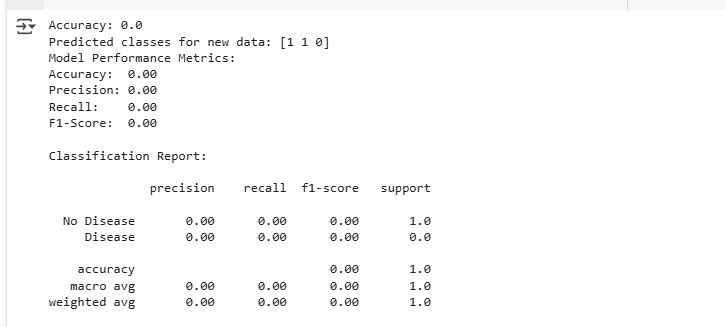 Accuracy: 0.0
Predicted classes for new data: [1 1 0]
Model Performance Metrics:
Accuracy:  0.00
Precision: 0.00
Recall:    0.00
F1-Score:  0.00
Classification Report:
precision    recall  f1-score   support
No Disease       0.00      0.00      0.00       1.0
Disease       0.00      0.00      0.00       0.0
accuracy                           0.00       1.0
macro avg       0.00      0.00      0.00       1.0
weighted avg       0.00      0.00      0.00       1.0